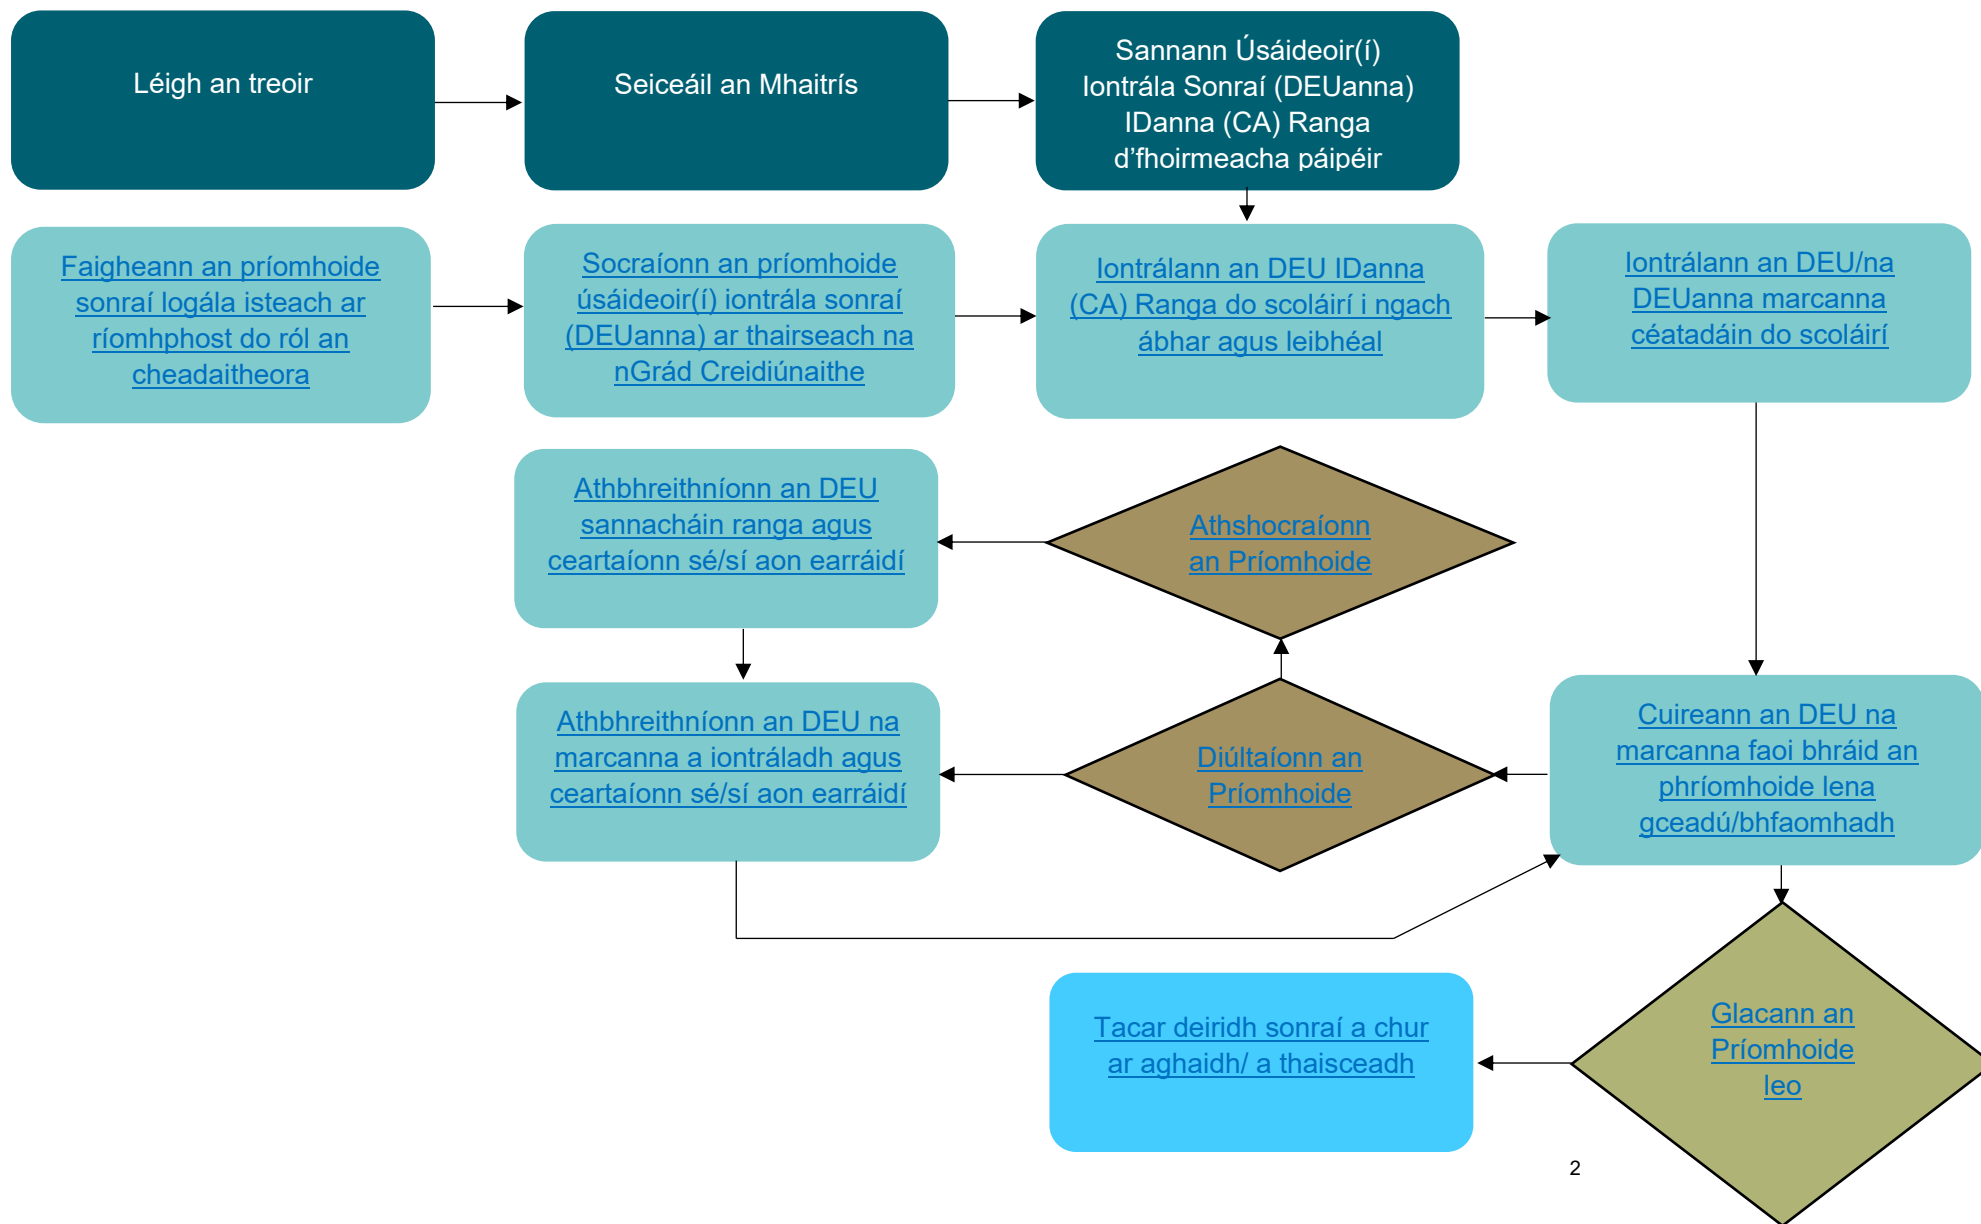 Léigh an treoir
Seiceáil an Mhaitrís
Sannann Úsáideoir(í)
Iontrála Sonraí (DEUanna)
IDanna (CA) Ranga
d’fhoirmeacha páipéir
Faigheann an príomhoide
sonraí logála isteach ar
ríomhphost do ról an
cheadaitheora
Socraíonn an príomhoide
úsáideoir(í) iontrála sonraí
(DEUanna) ar thairseach na
nGrád Creidiúnaithe
Iontrálann an DEU IDanna
(CA) Ranga do scoláirí i ngach
ábhar agus leibhéal
Iontrálann an DEU/na
DEUanna marcanna
céatadáin do scoláirí
Athbhreithníonn an DEU
sannacháin ranga agus
ceartaíonn sé/sí aon earráidí
Athshocraíonn
an Príomhoide
Athbhreithníonn an DEU na
marcanna a iontráladh agus
ceartaíonn sé/sí aon earráidí
Diúltaíonn an
Príomhoide
Cuireann an DEU na
marcanna faoi bhráid an
phríomhoide lena
gceadú/bhfaomhadh
Tacar deiridh sonraí a chur
ar aghaidh/ a thaisceadh
Glacann an
Príomhoide
leo
2